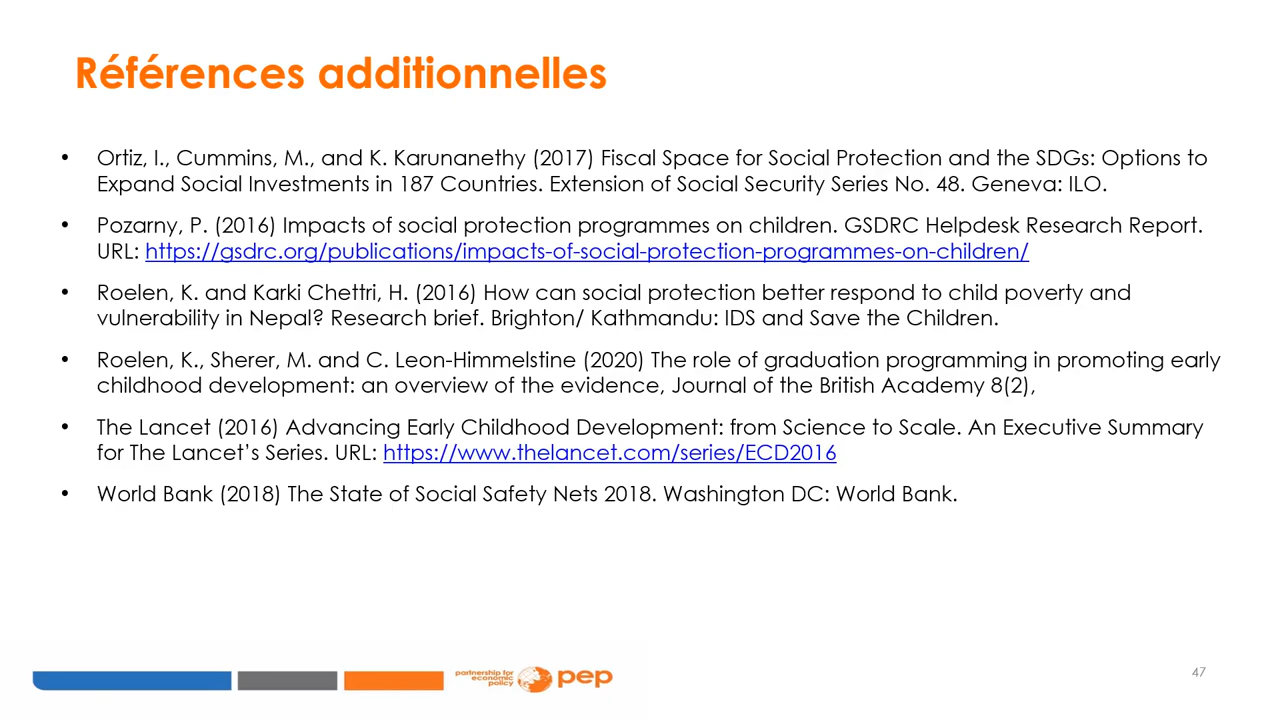 Références additionnelles
• Ortiz, I., Cummins, M., and K. Karunanethy (2017) Fiscal Space for Social Protection and the SDGs: Options to
Expand Social Investments in 187 Countries. Extension of Social Security Series No. 48. Geneva: ILO.
• Pozarny, P. (2016) Impacts of social protection programmes on children. GSDRC Helpdesk Research Report.
URL: https://gsdrc.org/publications/impacts-of-social-protection-programmes-on-children/
• Roelen, K. and Karki Chettri, H. (2016) How can social protection better respond to child poverty and
vulnerability in Nepal? Research brief. Brighton/ Kathmandu: IDS and Save the Children.
• Roelen, K., Sherer, M. and C. Leon-Himmelstine (2020) The role of graduation programming in promoting early
childhood development: an overview of the evidence, Journal of the British Academy 8(2),
• The Lancet (2016) Advancing Early Childhood Development: from Science to Scale. An Executive Summary
for The Lancet’s Series. URL: https://www.thelancet.com/series/ECD2016
• World Bank (2018) The State of Social Safety Nets 2018. Washington DC: World Bank.
partnership for
economic
policy
pep
47